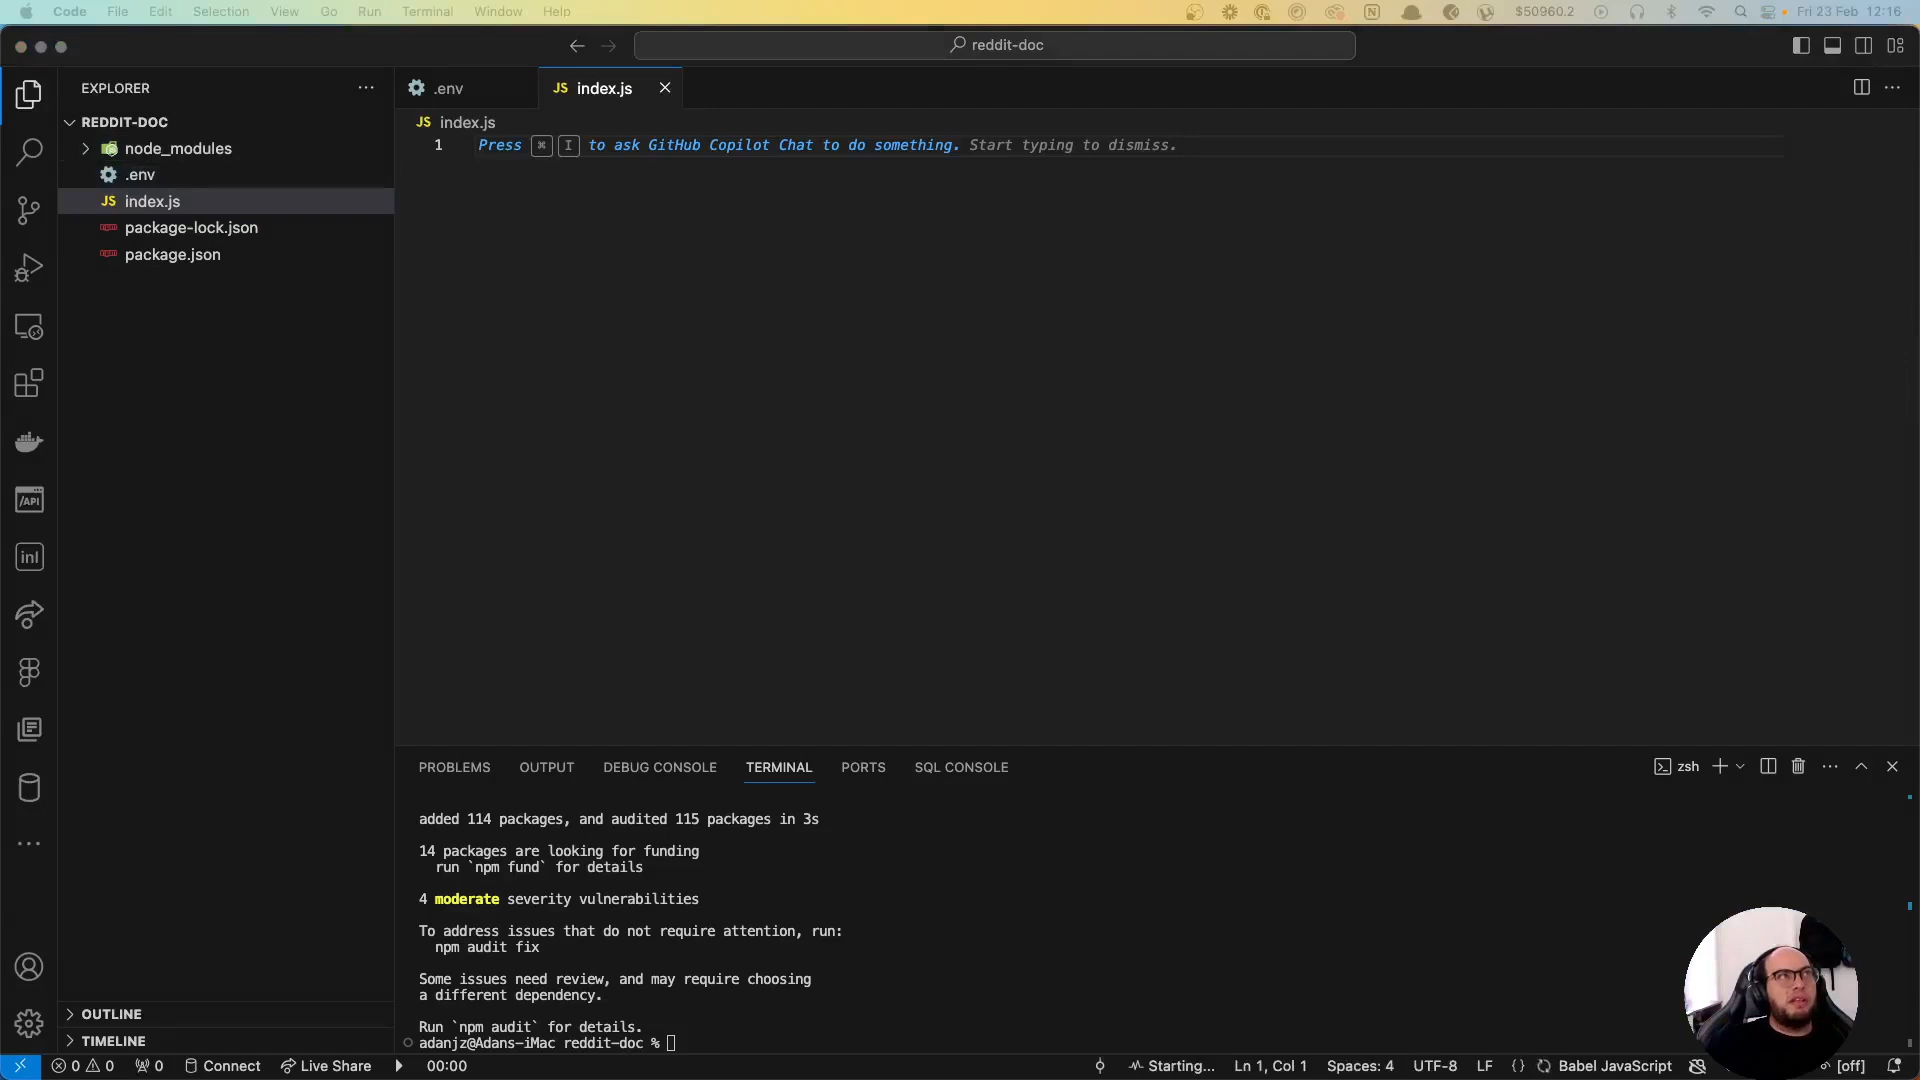 Code File Edit Selection View Go Run Terminal Window Help $50960.2 Fri 23 Feb 12:16
reddit-doc
EXPLORER
.env
JS index.js
REDDIT-DOC
JS index.js
node_modules
1 Press ⌘ I to ask GitHub Copilot Chat to do something. Start typing to dismiss.
.env
JS index.js
package-lock.json
package.json
/API
inl
PROBLEMS OUTPUT DEBUG CONSOLE TERMINAL PORTS SQL CONSOLE
zsh
added 114 packages, and audited 115 packages in 3s
14 packages are looking for funding
run `npm fund` for details
4 moderate severity vulnerabilities
To address issues that do not require attention, run:
npm audit fix
Some issues need review, and may require choosing
a different dependency.
Run `npm audit` for details.
adanjz@Adans-iMac reddit-doc %
OUTLINE
TIMELINE
0 0 0 Connect Live Share 00:00 Starting... Ln 1, Col 1 Spaces: 4 UTF-8 LF {} Babel JavaScript [off]